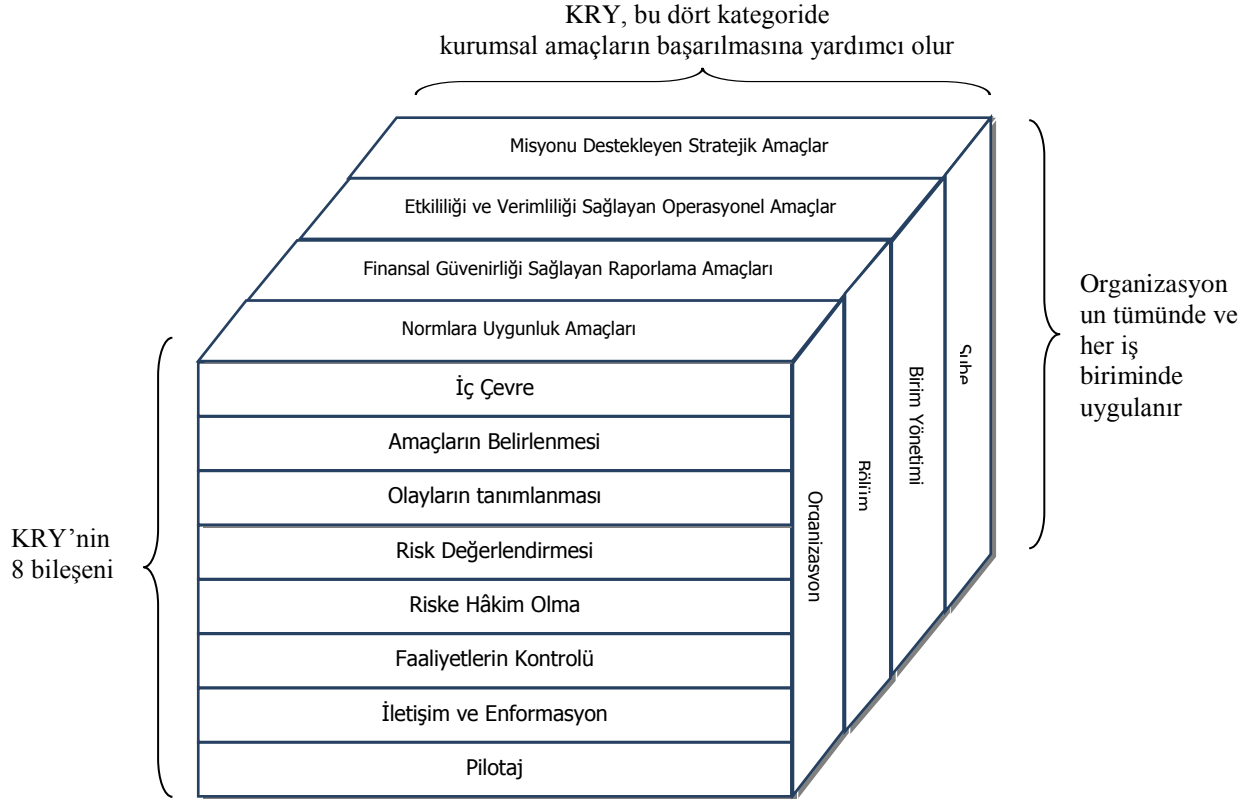 KRY, bu dört kategoride
kurumsal amaçların başarılmasına yardımcı olur
Misyonu Destekleyen Stratejik Amaçlar
Etkililiği ve Verimliliği Sağlayan Operasyonel Amaçlar
Finansal Güvenirliği Sağlayan Raporlama Amaçları
Normlara Uygunluk Amaçları
İç Çevre
Amaçların Belirlenmesi
Olayların tanımlanması
Risk Değerlendirmesi
Riske Hâkim Olma
Faaliyetlerin Kontrolü
İletişim ve Enformasyon
Pilotaj
Organizasyon
Bölüm
Birim Yönetimi
Şube
KRY’nin
8 bileşeni
Organizasyon
un tümünde ve
her iş
biriminde
uygulanır